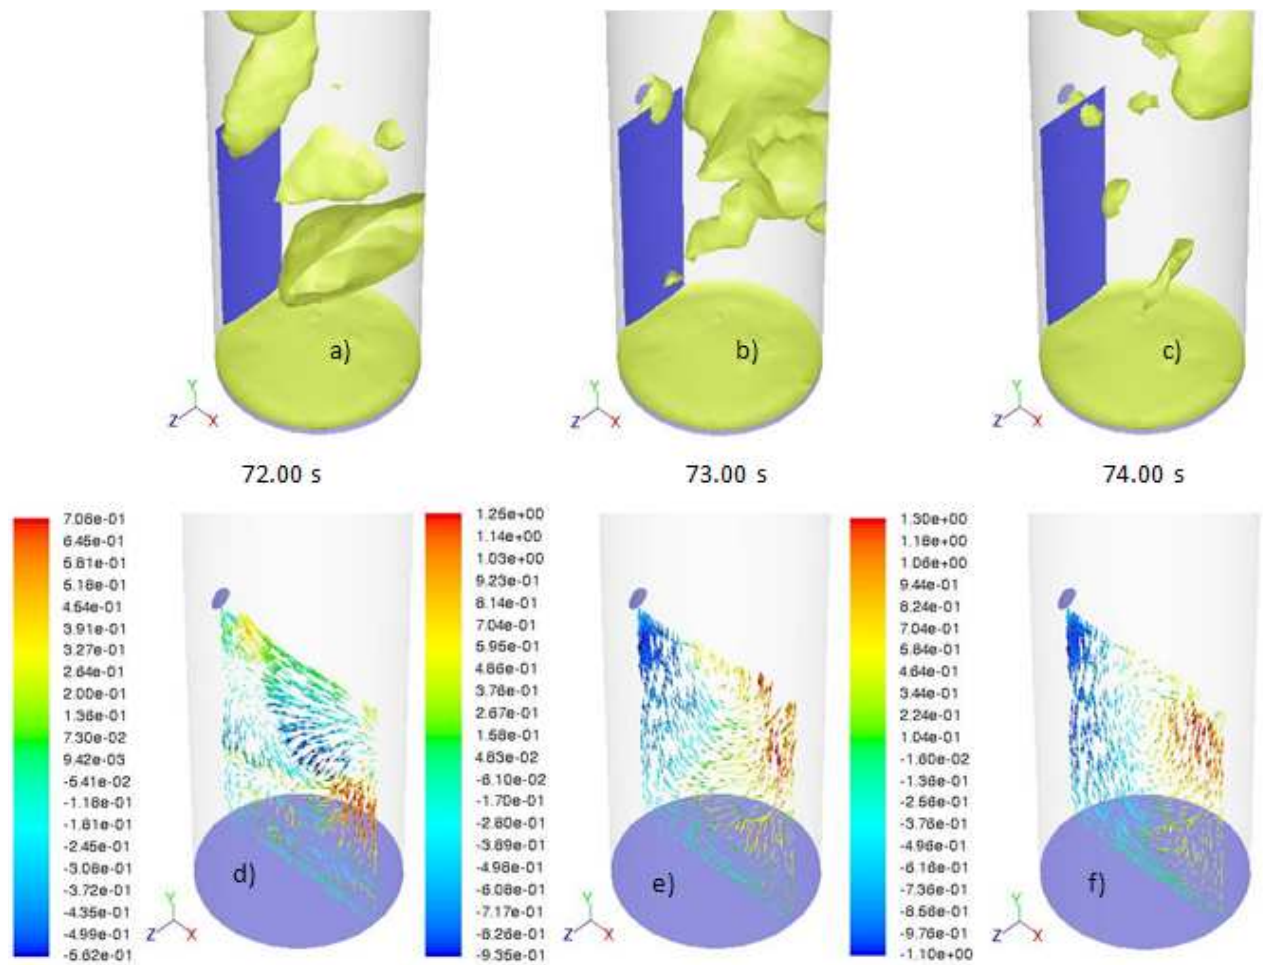 a)
b)
c)
Y
Z
X
Y
Z
X
Y
Z
X
72.00 s
73.00 s
74.00 s
7.08e-01
6.45e-01
5.81e-01
5.18e-01
4.54e-01
3.91e-01
3.27e-01
2.64e-01
2.00e-01
1.36e-01
7.30e-02
9.42e-03
-5.41e-02
-1.18e-01
-1.81e-01
-2.45e-01
-3.08e-01
-3.72e-01
-4.35e-01
-4.99e-01
-5.62e-01
d)
Y
Z
X
1.25e+00
1.14e+00
1.03e+00
9.23e-01
8.14e-01
7.04e-01
5.95e-01
4.86e-01
3.76e-01
2.67e-01
1.58e-01
4.83e-02
-6.10e-02
-1.70e-01
-2.80e-01
-3.89e-01
-4.98e-01
-6.08e-01
-7.17e-01
-8.26e-01
-9.35e-01
e)
Y
Z
X
1.30e+00
1.18e+00
1.06e+00
9.44e-01
8.24e-01
7.04e-01
5.84e-01
4.64e-01
3.44e-01
2.24e-01
1.04e-01
-1.60e-02
-1.36e-01
-2.56e-01
-3.76e-01
-4.96e-01
-6.16e-01
-7.36e-01
-8.56e-01
-9.76e-01
-1.10e+00
f)
Y
Z
X